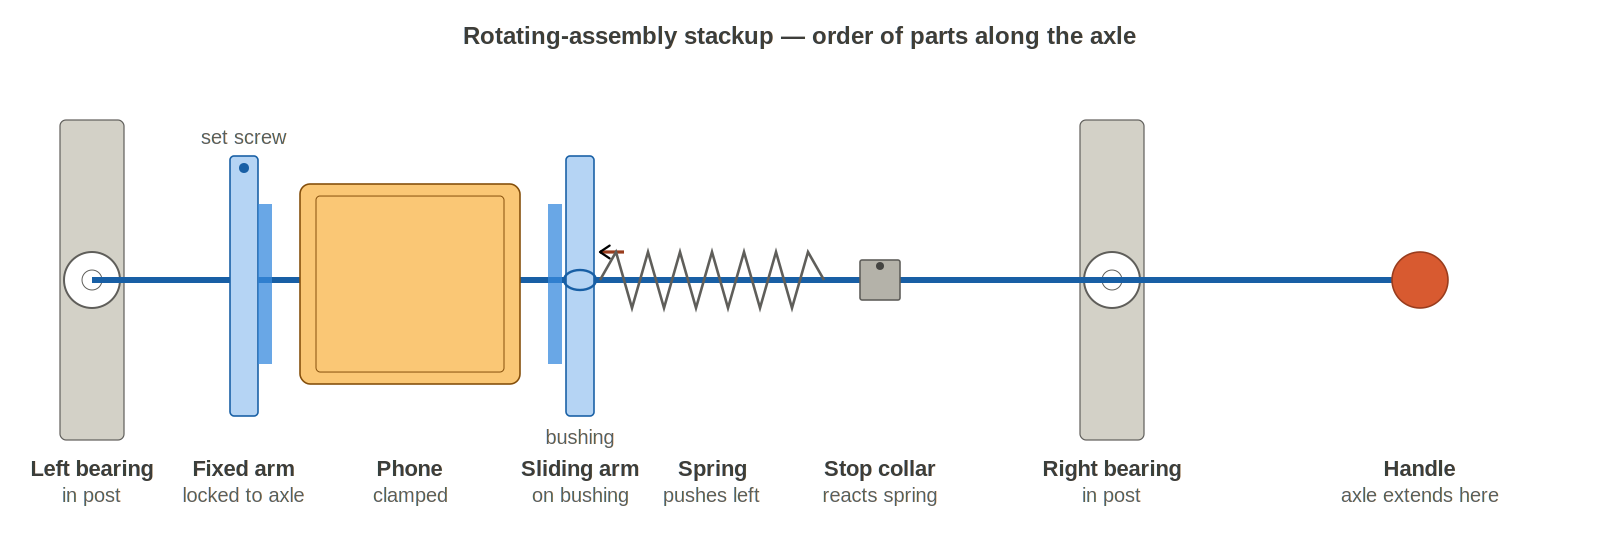 Rotating-assembly stackup — order of parts along the axle
set screw
bushing
Left bearing
in post
Fixed arm
locked to axle
Phone
clamped
Sliding arm
on bushing
Spring
pushes left
Stop collar
reacts spring
Right bearing
in post
Handle
axle extends here